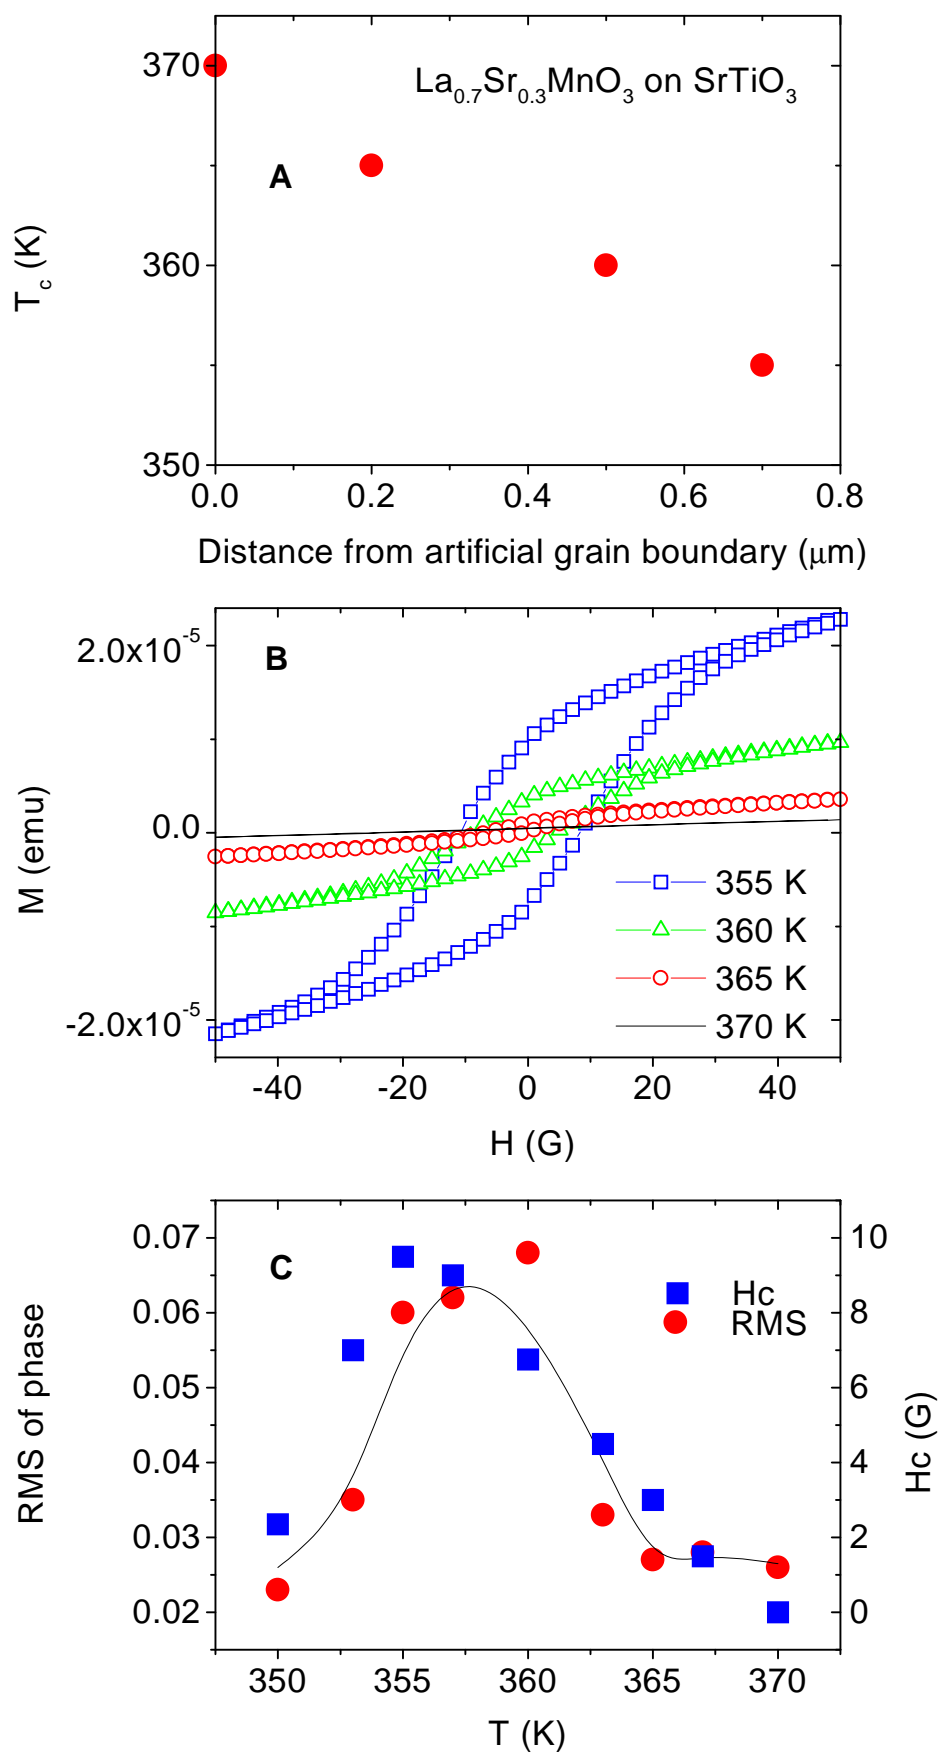 La0.7Sr0.3MnO3 on SrTiO3
A
370
360
350
Tc (K)
0.0 0.2 0.4 0.6 0.8
Distance from artificial grain boundary (μm)
B
2.0x10-5
0.0
-2.0x10-5
M (emu)
355 K
360 K
365 K
370 K
-40 -20 0 20 40
H (G)
C
0.07
0.06
0.05
0.04
0.03
0.02
RMS of phase
Hc
RMS
10
8
6
4
2
0
Hc (G)
350 355 360 365 370
T (K)